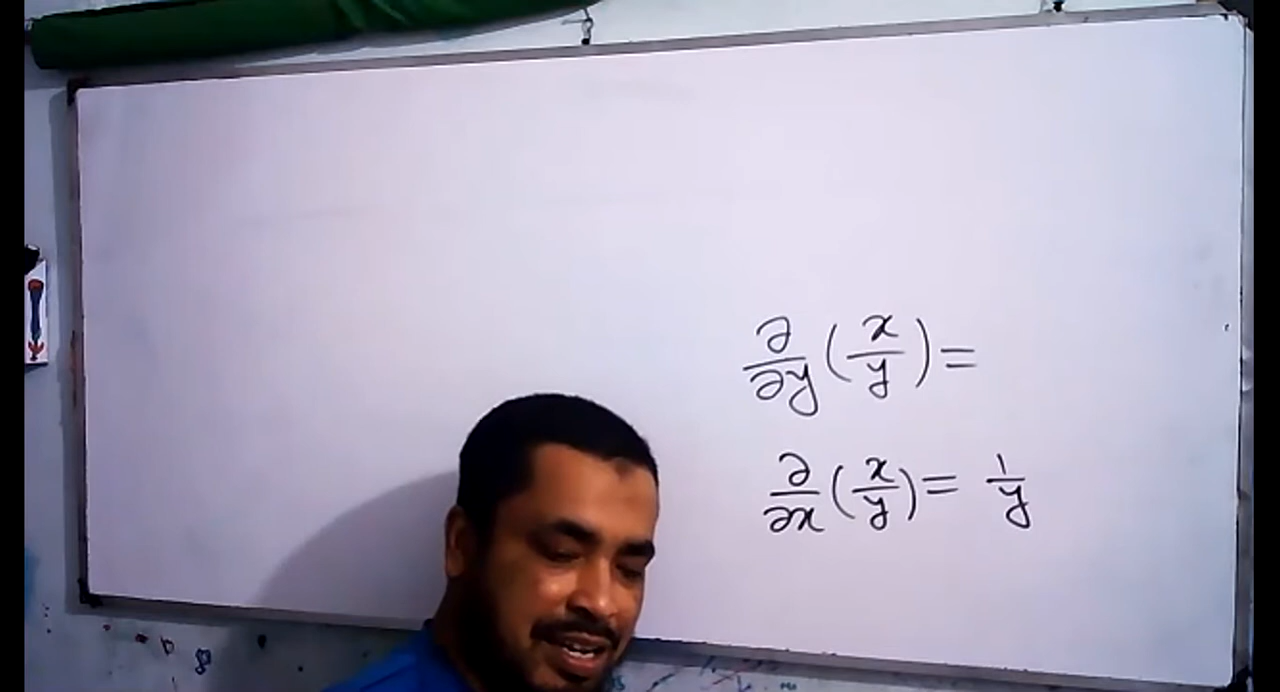 ∂/∂y (x/y) =
∂/∂x (x/y) = 1/y